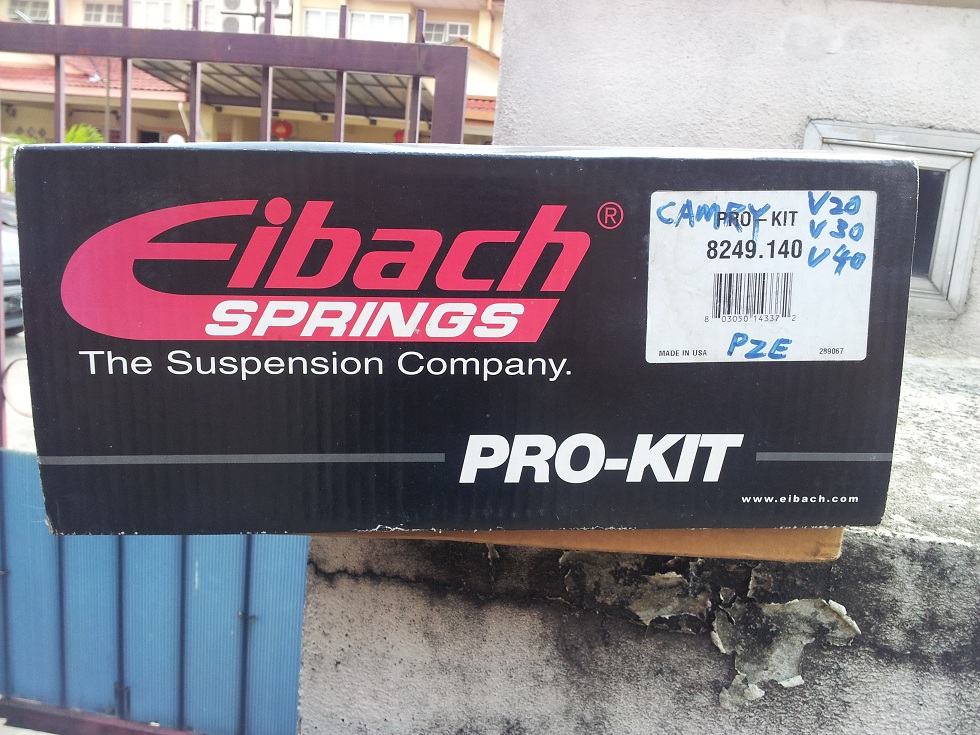 Eibach®
SPRINGS
The Suspension Company.
CAMRY V20
PRO-KIT V30
8249.140 V40
8 03050 14337 2
PZE
MADE IN USA 289067
PRO-KIT
www.eibach.com